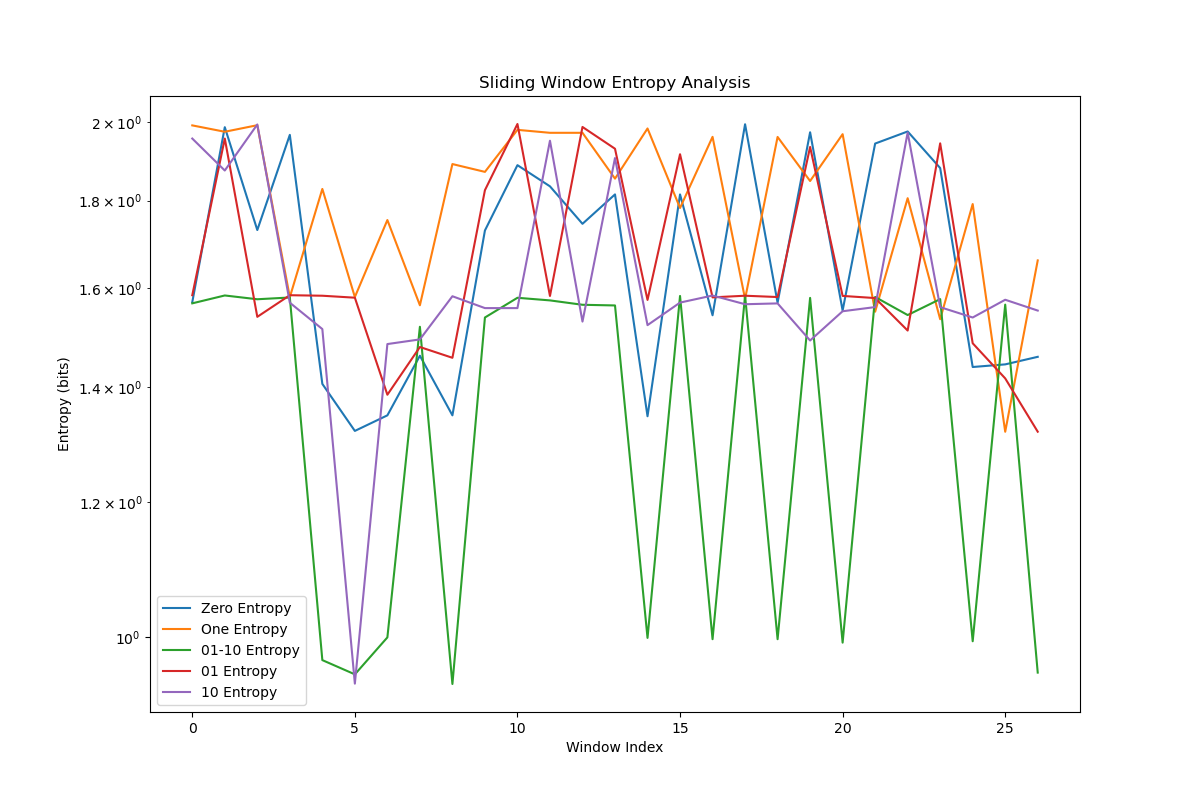 Sliding Window Entropy Analysis
2 × 10⁰
1.8 × 10⁰
1.6 × 10⁰
1.4 × 10⁰
1.2 × 10⁰
10⁰
Entropy (bits)
Zero Entropy
One Entropy
01-10 Entropy
01 Entropy
10 Entropy
0 5 10 15 20 25
Window Index